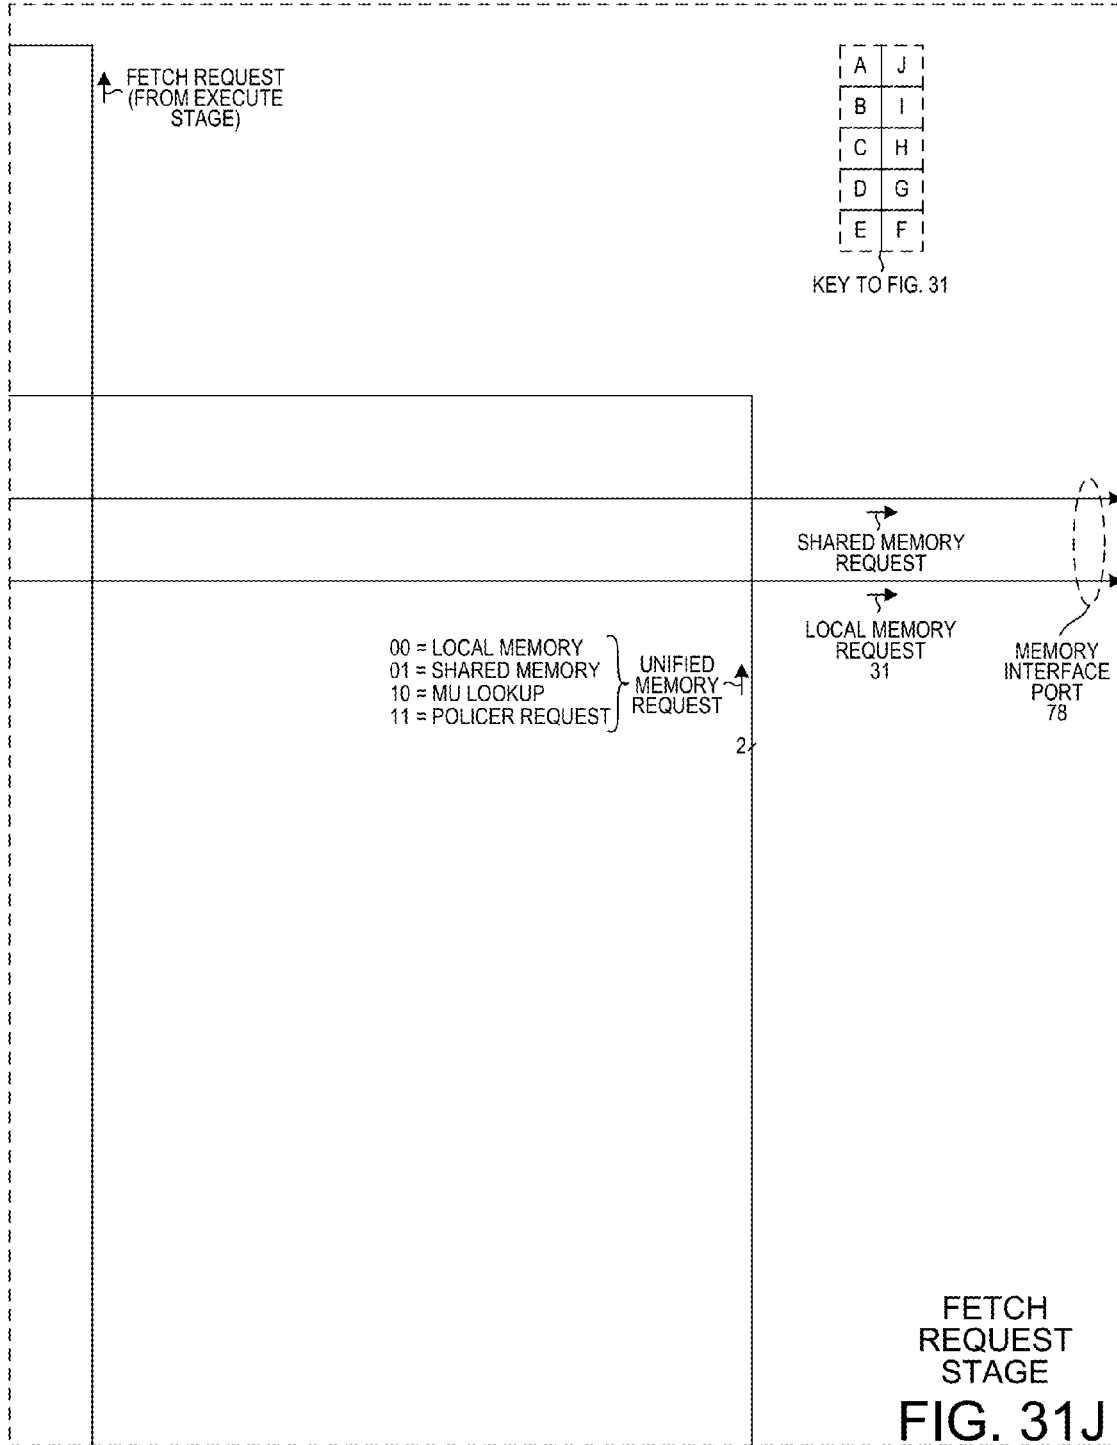 FETCH REQUEST
(FROM EXECUTE
STAGE)
A J
B I
C H
D G
E F
KEY TO FIG. 31
SHARED MEMORY
REQUEST
LOCAL MEMORY
REQUEST
31
MEMORY
INTERFACE
PORT
78
00 = LOCAL MEMORY
01 = SHARED MEMORY
10 = MU LOOKUP
11 = POLICER REQUEST
UNIFIED
MEMORY
REQUEST
2
FETCH
REQUEST
STAGE
FIG. 31J